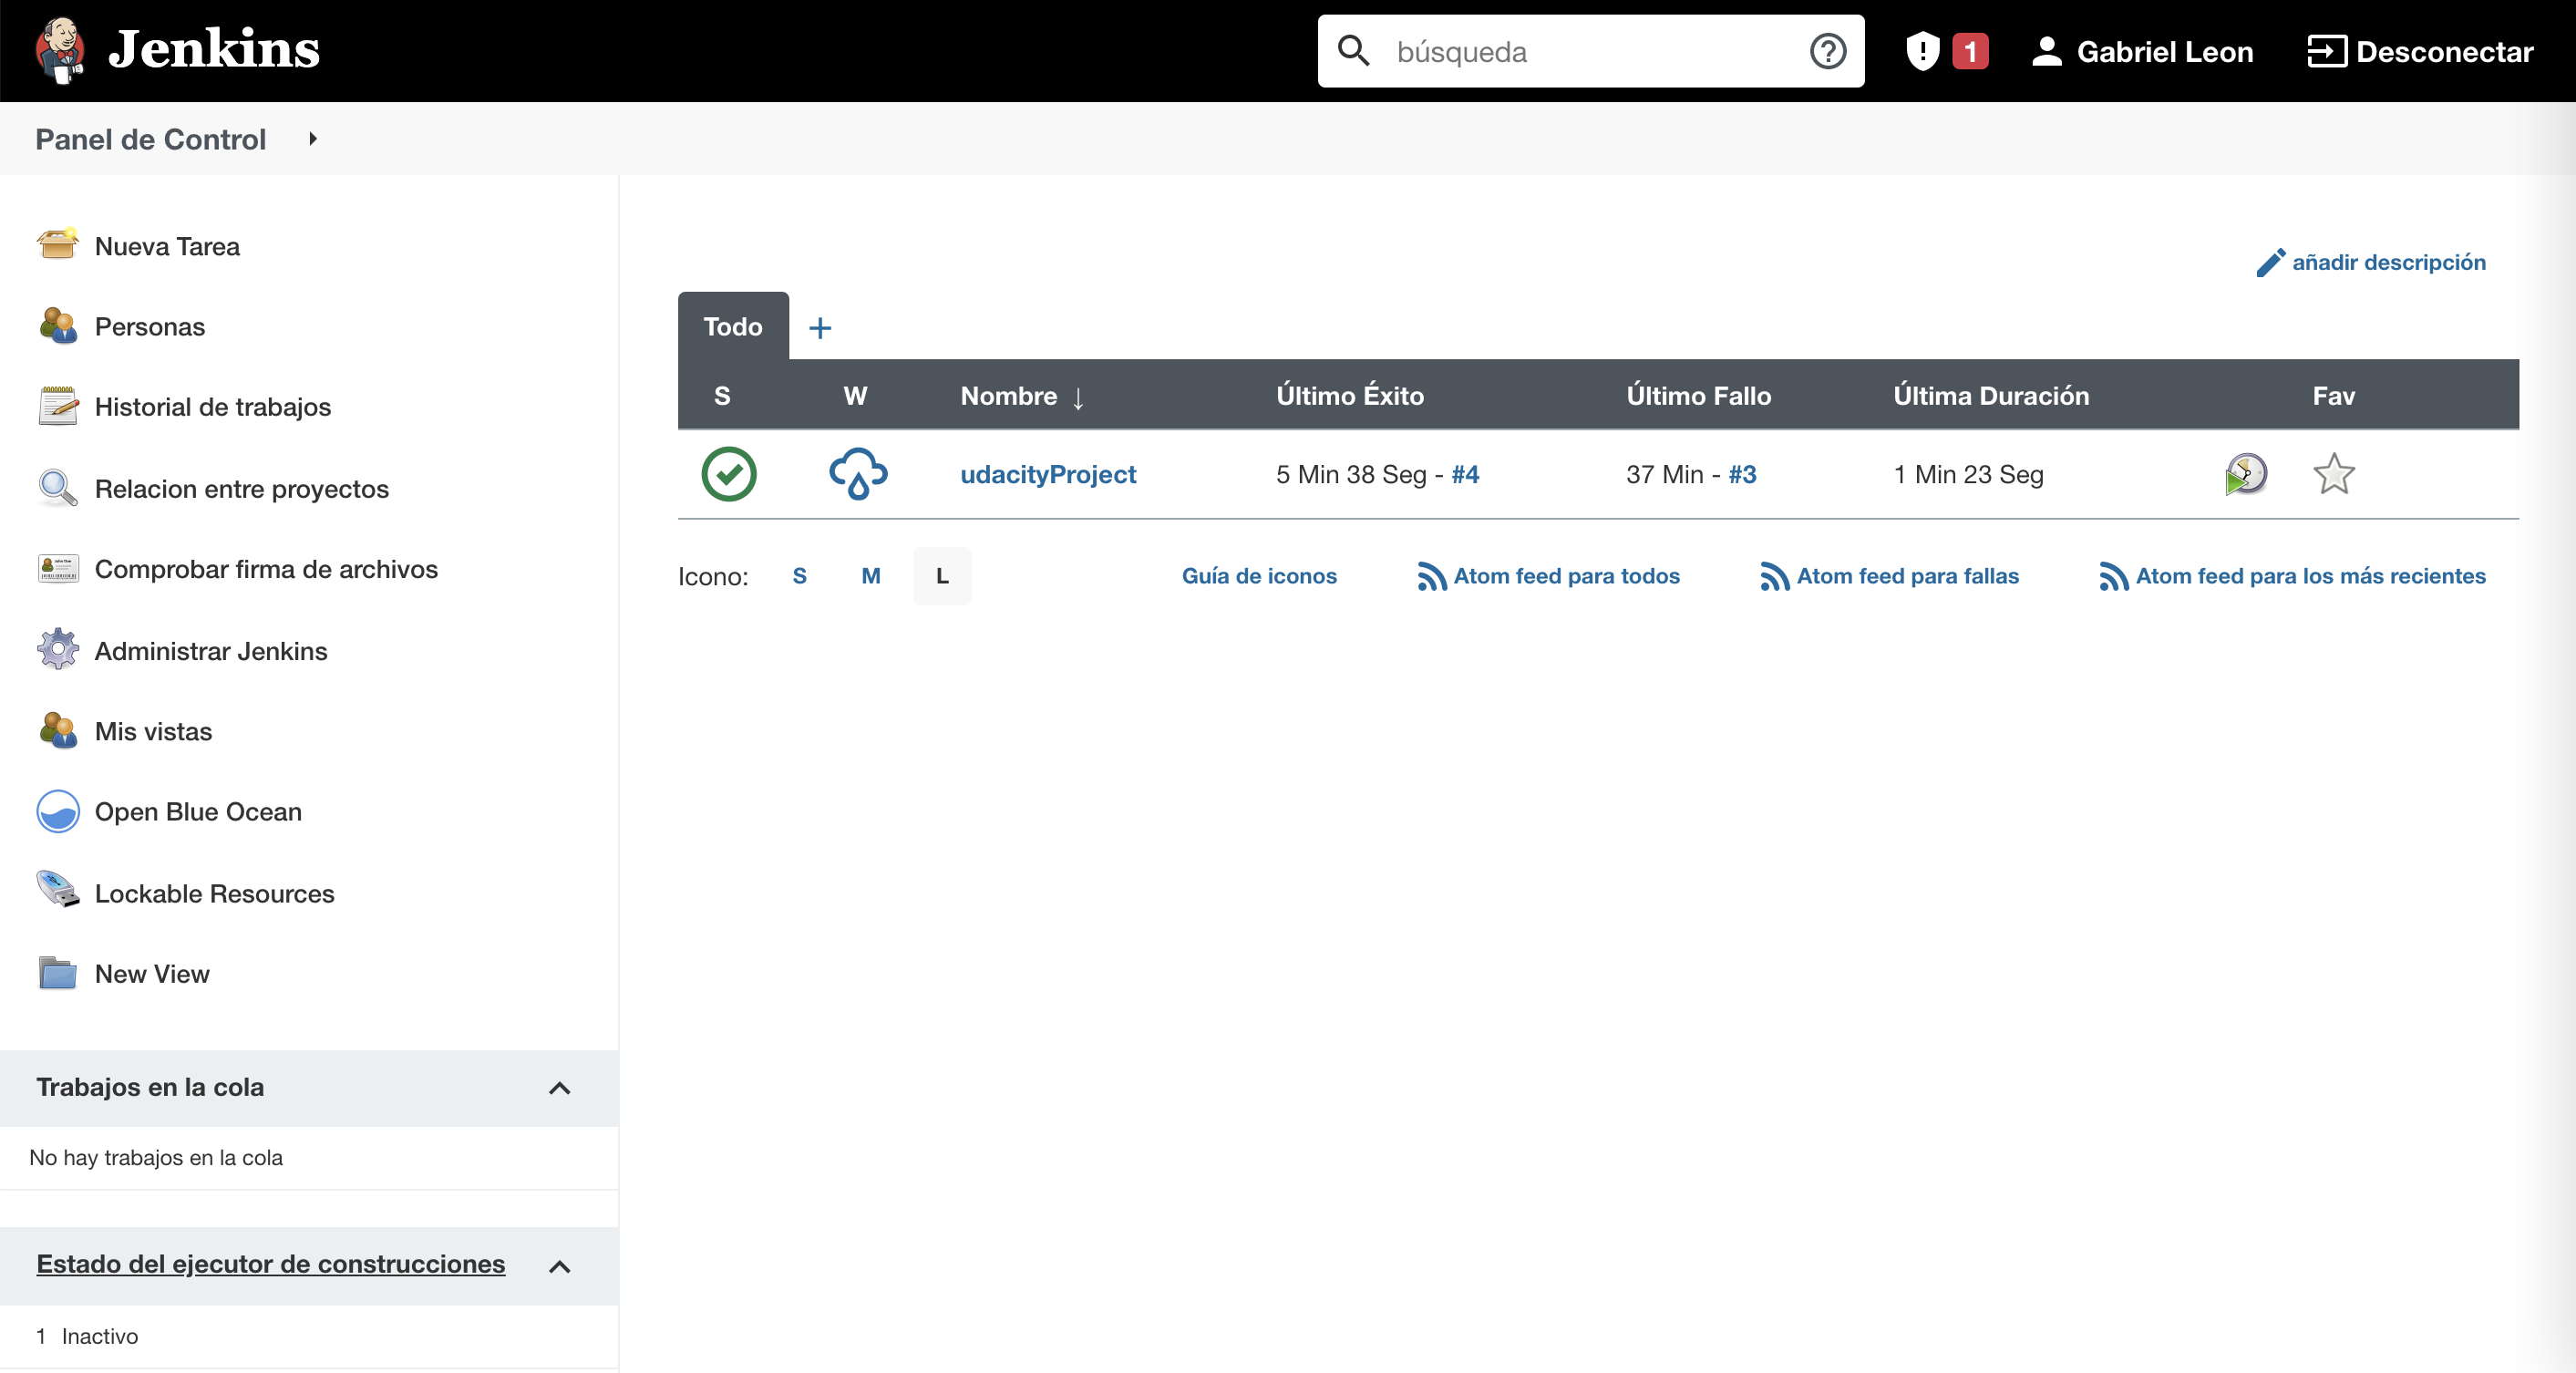 Jenkins
búsqueda
1
Gabriel Leon
Desconectar
Panel de Control
Nueva Tarea
Personas
Historial de trabajos
Relacion entre proyectos
Comprobar firma de archivos
Administrar Jenkins
Mis vistas
Open Blue Ocean
Lockable Resources
New View
Trabajos en la cola
No hay trabajos en la cola
Estado del ejecutor de construcciones
1 Inactivo
añadir descripción
Todo +
S W Nombre ↓ Último Éxito Último Fallo Última Duración Fav
udacityProject 5 Min 38 Seg - #4 37 Min - #3 1 Min 23 Seg
Icono: S M L Guía de iconos Atom feed para todos Atom feed para fallas Atom feed para los más recientes